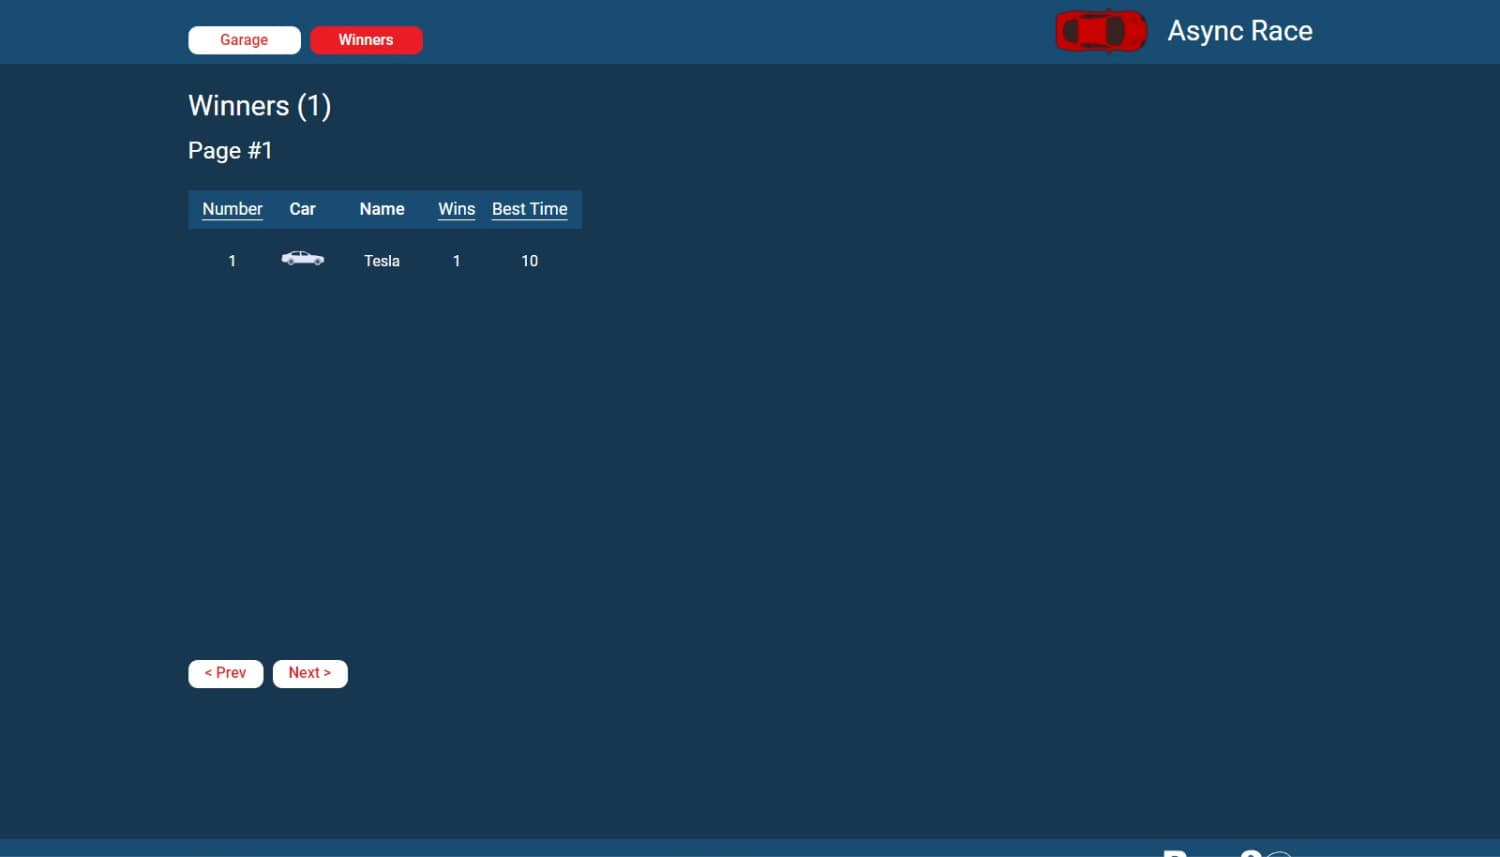 Garage Winners Async Race
Winners (1)
Page #1
Number Car Name Wins Best Time
1 Tesla 1 10
< Prev Next >